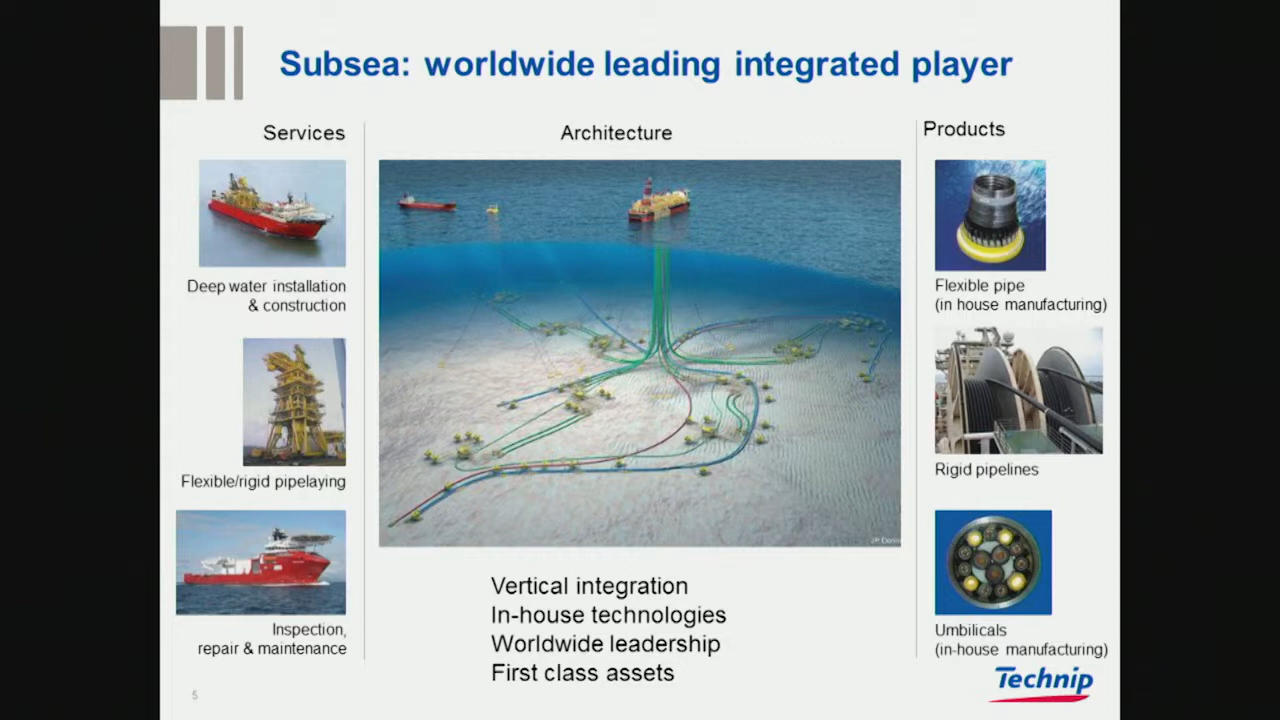 Subsea: worldwide leading integrated player
Services
Deep water installation
& construction
Flexible/rigid pipelaying
Inspection,
repair & maintenance
Architecture
Vertical integration
In-house technologies
Worldwide leadership
First class assets
Products
Flexible pipe
(in house manufacturing)
Rigid pipelines
Umbilicals
(in-house manufacturing)
Technip
5